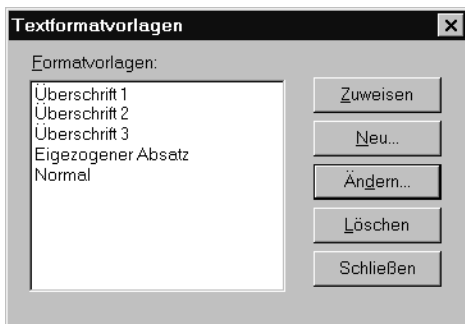 Textformatvorlagen
Formatvorlagen:
Überschrift 1
Überschrift 2
Überschrift 3
Eigezogener Absatz
Normal
Zuweisen
Neu...
Ändern...
Löschen
Schließen